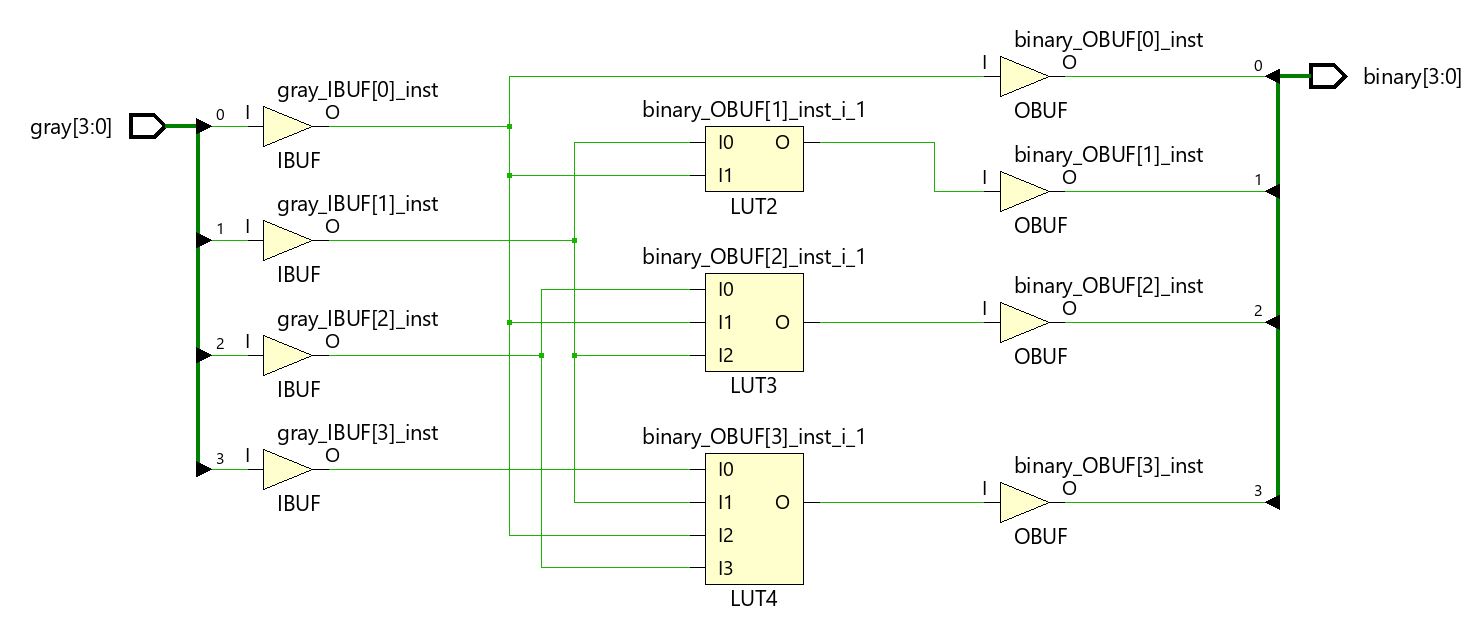 binary_OBUF[0]_inst
I O
0
binary[3:0]
OBUF
gray[3:0]
gray_IBUF[0]_inst
0 I O
IBUF
binary_OBUF[1]_inst_i_1
I0 O
I1
LUT2
binary_OBUF[1]_inst
I O
1
OBUF
gray_IBUF[1]_inst
1 I O
IBUF
binary_OBUF[2]_inst_i_1
I0
I1 O
I2
LUT3
binary_OBUF[2]_inst
I O
2
OBUF
gray_IBUF[2]_inst
2 I O
IBUF
gray_IBUF[3]_inst
3 I O
IBUF
binary_OBUF[3]_inst_i_1
I0
I1 O
I2
I3
LUT4
binary_OBUF[3]_inst
I O
3
OBUF